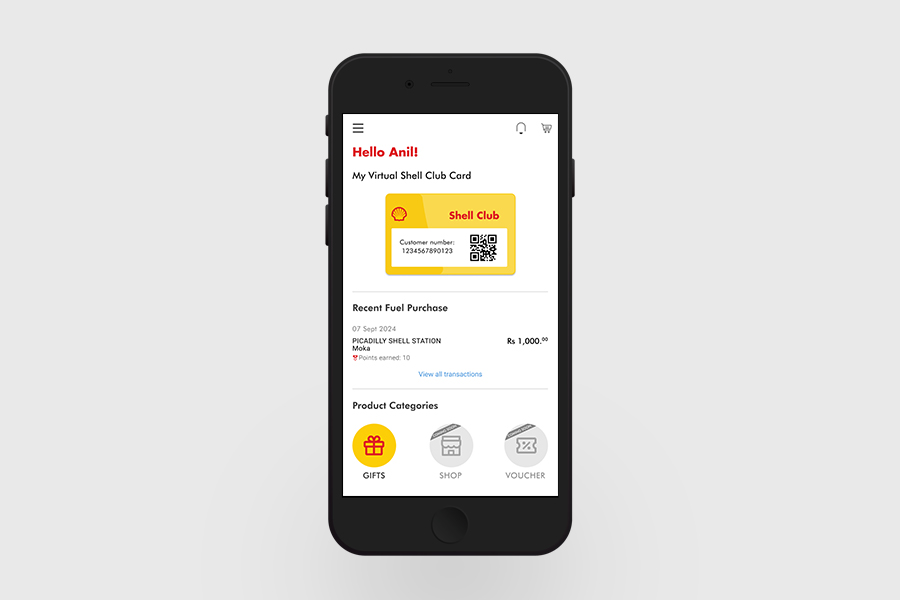 Hello Anil!
My Virtual Shell Club Card
Shell Club
Customer number:
1234567890123
Recent Fuel Purchase
07 Sept 2024
PICADILLY SHELL STATION
Rs 1,000.⁰⁰
Moka
Points earned: 10
View all transactions
Product Categories
GIFTS
SHOP
VOUCHER